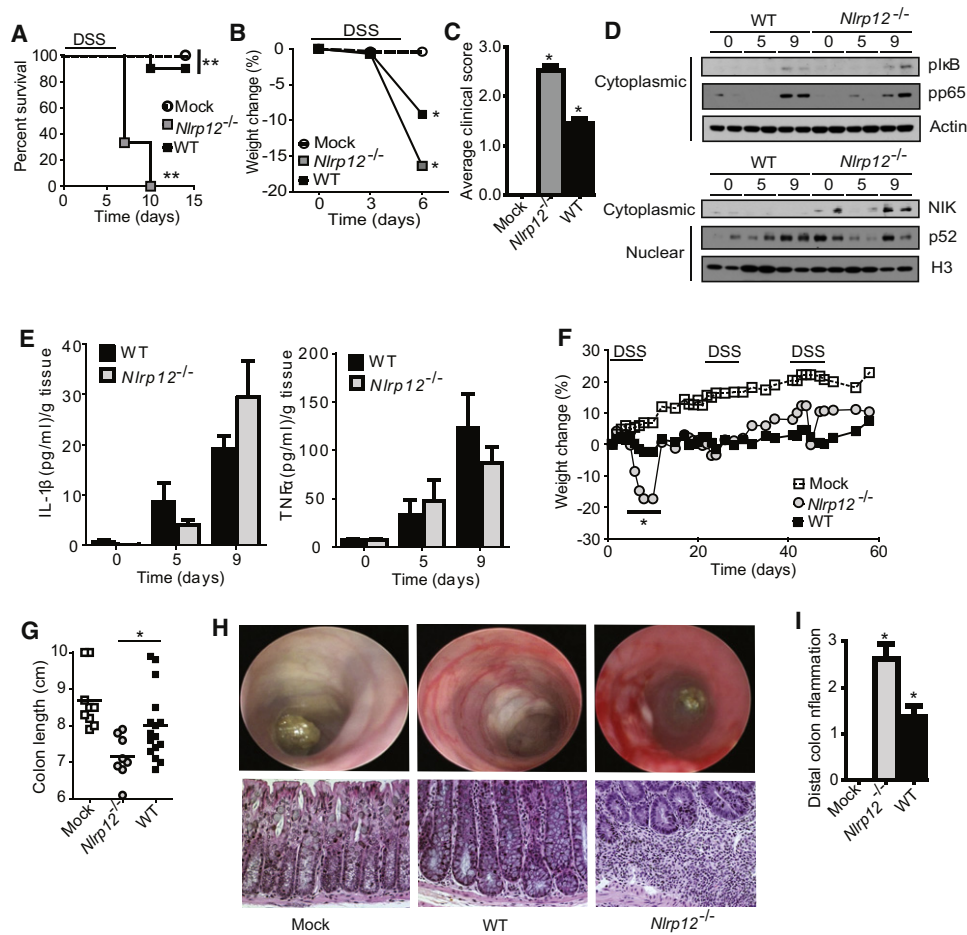 A
DSS
Percent survival
100
80
60
40
20
0
**
Mock
Nlrp12-/-
WT
**
0
5
10
15
Time (days)
B
DSS
Weight change (%)
0
-5
-10
-15
-20
Mock
Nlrp12-/-
WT
*
*
0
3
6
Time (days)
C
Average clinical score
3.0
2.0
1.0
0.0
*
*
Mock
Nlrp12-/-
WT
D
WT
Nlrp12-/-
0 5 9 0 5 9
Cytoplasmic
pIκB
pp65
Actin
WT
Nlrp12-/-
0 5 9 0 5 9
Cytoplasmic
Nuclear
NIK
p52
H3
E
IL-1β (pg/ml)/g tissue
40
30
20
10
0
WT
Nlrp12-/-
0
5
9
Time (days)
TNFα (pg/ml)/g tissue
200
150
100
50
0
WT
Nlrp12-/-
0
5
9
Time (days)
F
DSS
DSS
DSS
Weight change (%)
30
20
10
0
-10
-20
-30
*
Mock
Nlrp12-/-
WT
0
20
40
60
Time (days)
G
Colon length (cm)
10
9
8
7
6
*
Mock
Nlrp12-/-
WT
H
Mock
WT
Nlrp12-/-
I
Distal colon nflammation
3
2
1
0
*
*
Mock
Nlrp12-/-
WT